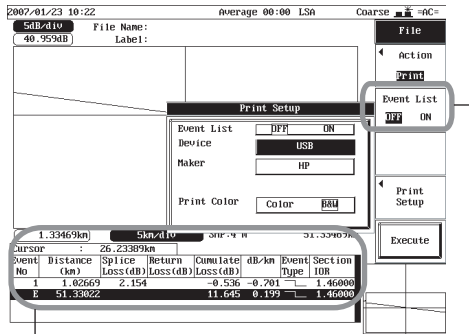 2007/01/23 10:22 Average 00:00 LSA Coarse =AC=
5dB/div File Name:
40.959dB Label:
File
Action
Print
Event List
OFF ON
Print Setup
Event List OFF ON
Device USB
Maker HP
Print Color Color B&W
Print
Setup
Execute
1.33469km 5km/div
Cursor : 26.23389km
Event Distance Splice Return Cumulate dB/km Event Section
No (km) Loss(dB) Loss(dB) Loss(dB) Type IOR
1 1.02669 2.154 -0.536 -0.701 1.46000
E 51.33022 11.645 0.199 1.46000